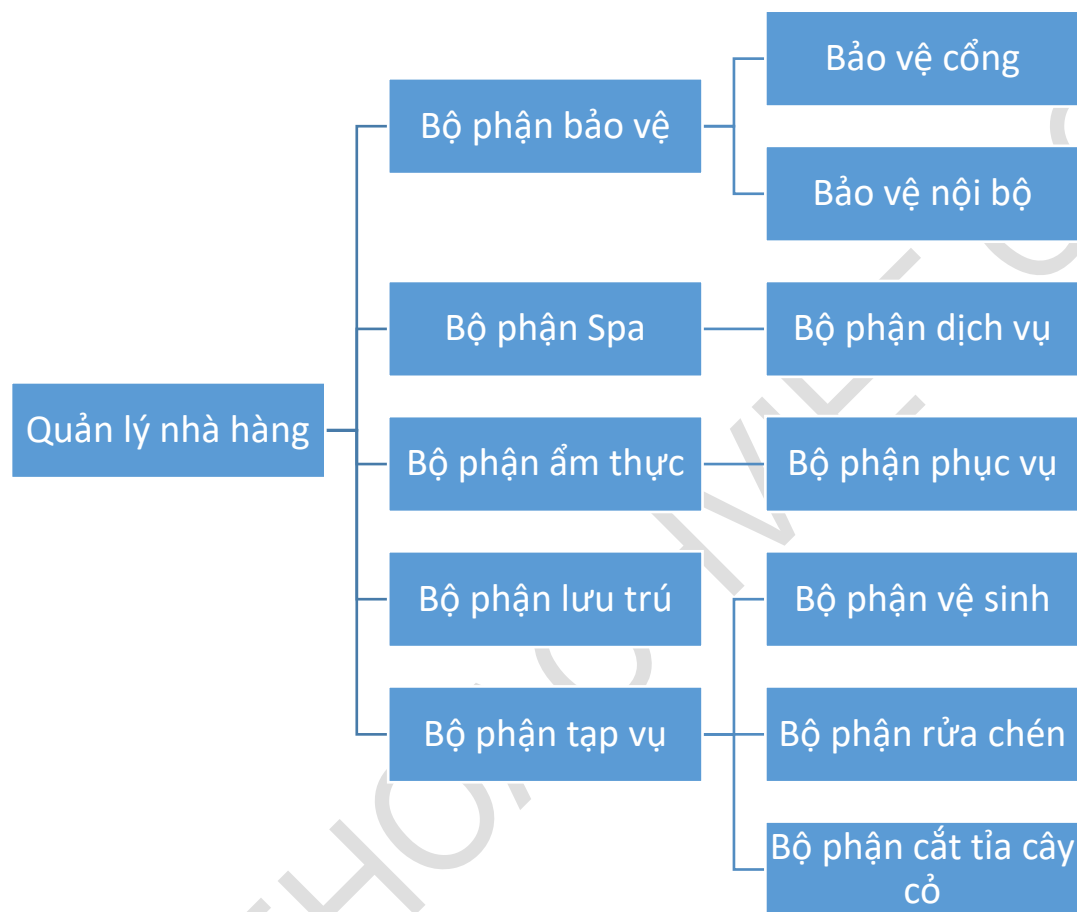 Bảo vệ cổng
Bộ phận bảo vệ
Bảo vệ nội bộ
Bộ phận Spa
Bộ phận dịch vụ
Quản lý nhà hàng
Bộ phận ẩm thực
Bộ phận phục vụ
Bộ phận lưu trú
Bộ phận vệ sinh
Bộ phận tạp vụ
Bộ phận rửa chén
Bộ phận cắt tỉa cây
cỏ